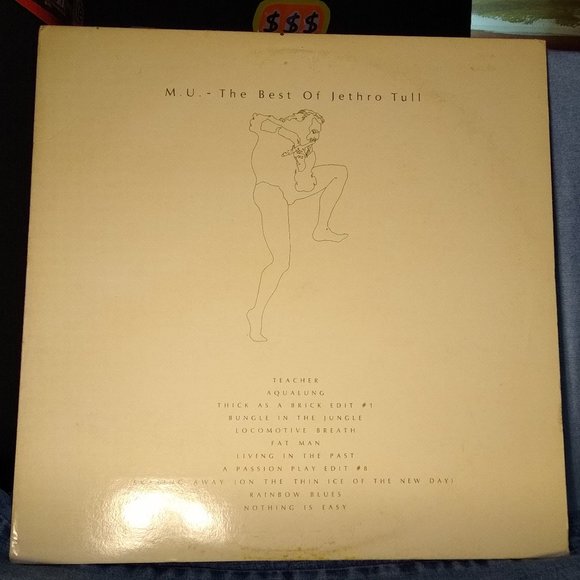 $$$
M.U. - The Best Of Jethro Tull
TEACHER
AQUALUNG
THICK AS A BRICK EDIT #1
BUNGLE IN THE JUNGLE
LOCOMOTIVE BREATH
FAT MAN
LIVING IN THE PAST
A PASSION PLAY EDIT #8
SKATING AWAY (ON THE THIN ICE OF THE NEW DAY)
RAINBOW BLUES
NOTHING IS EASY